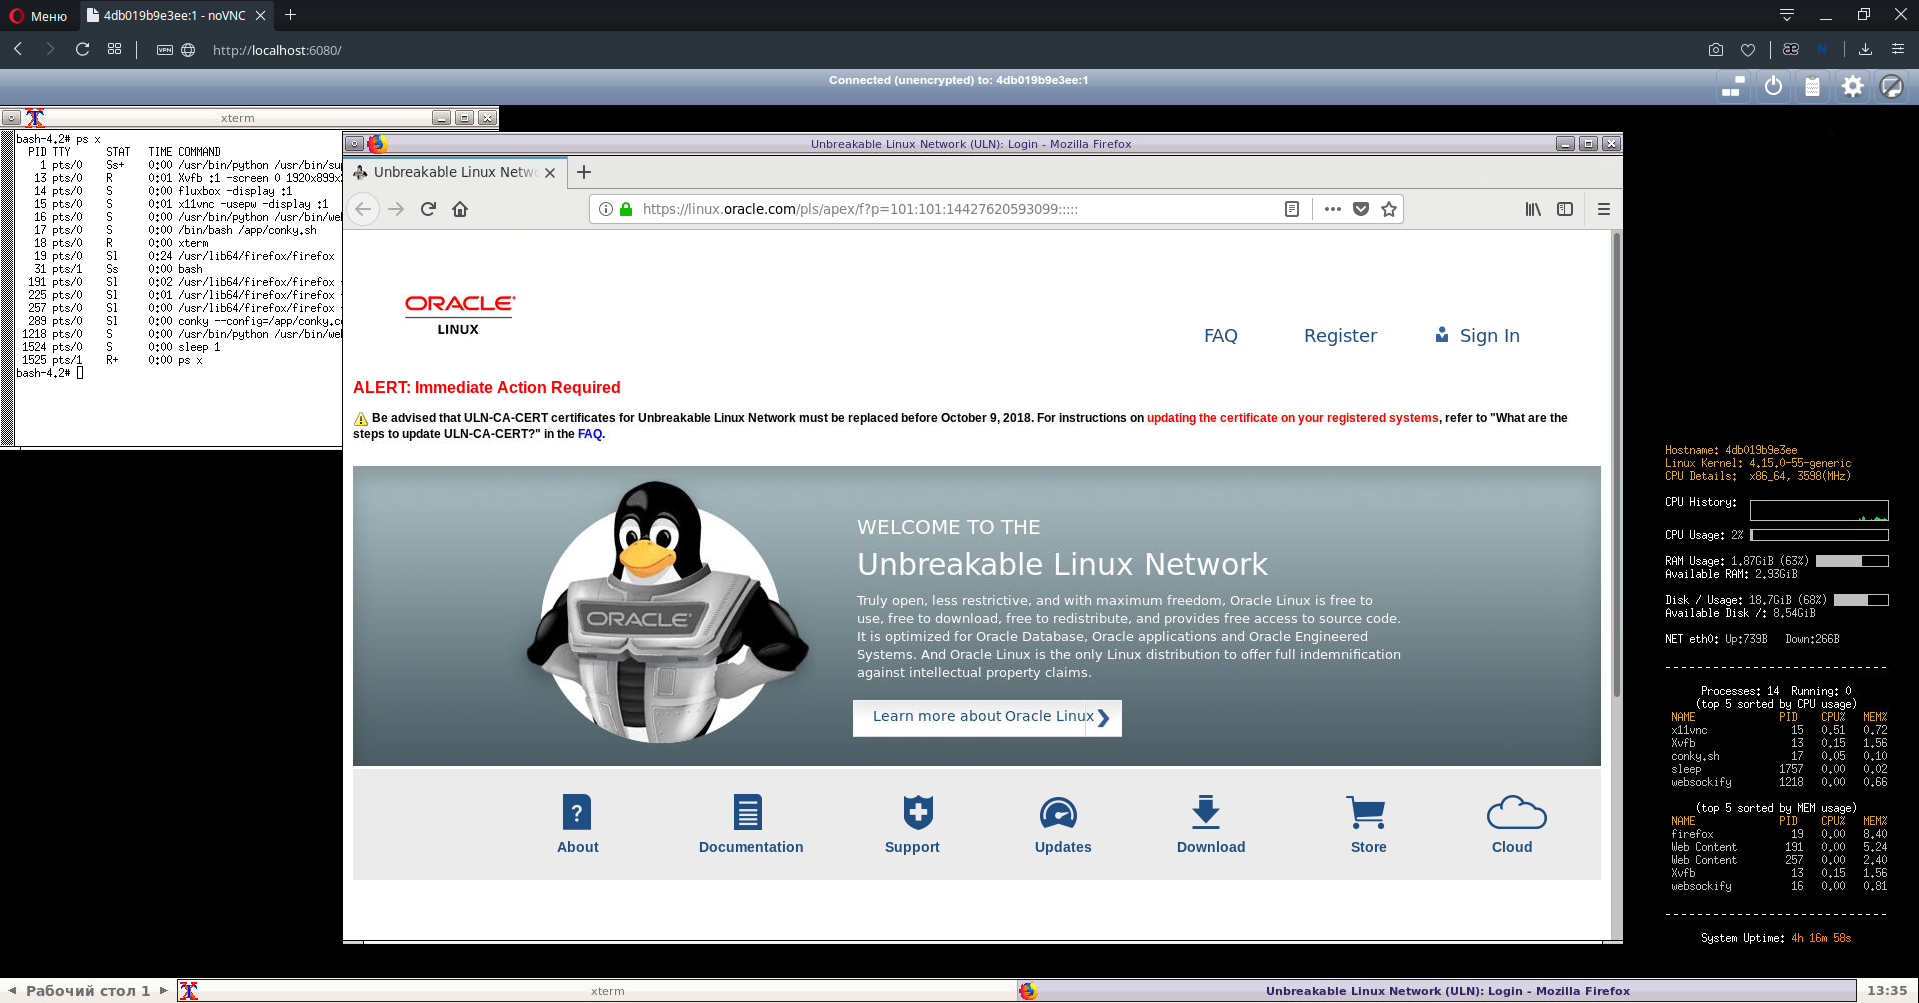 Меню
4db019b9e3ee:1 - noVNC
VPN
http://localhost:6080/
Connected (unencrypted) to: 4db019b9e3ee:1
xterm
bash-4.2# ps x
PID TTY STAT TIME COMMAND
1 pts/0 Ss+ 0:00 /usr/bin/python /usr/bin/sup
13 pts/0 R 0:01 Xvfb :1 -screen 0 1920x899x
14 pts/0 S 0:00 fluxbox -display :1
15 pts/0 S 0:01 x11vnc -usepw -display :1
16 pts/0 S 0:00 /usr/bin/python /usr/bin/web
17 pts/0 S 0:00 /bin/bash /app/conky.sh
18 pts/0 R 0:00 xterm
19 pts/0 Sl 0:24 /usr/lib64/firefox/firefox
31 pts/1 Ss 0:00 bash
191 pts/0 Sl 0:02 /usr/lib64/firefox/firefox
225 pts/0 Sl 0:01 /usr/lib64/firefox/firefox
257 pts/0 Sl 0:00 /usr/lib64/firefox/firefox
289 pts/0 Sl 0:00 conky --config=/app/conky.co
1218 pts/0 S 0:00 /usr/bin/python /usr/bin/web
1524 pts/0 S 0:00 sleep 1
1525 pts/1 R+ 0:00 ps x
bash-4.2#
Unbreakable Linux Network (ULN): Login - Mozilla Firefox
Unbreakable Linux Netwo
https://linux.oracle.com/pls/apex/f?p=101:101:14427620593099:::::
ORACLE
LINUX
FAQ Register Sign In
ALERT: Immediate Action Required
Be advised that ULN-CA-CERT certificates for Unbreakable Linux Network must be replaced before October 9, 2018. For instructions on updating the certificate on your registered systems, refer to "What are the
steps to update ULN-CA-CERT?" in the FAQ.
ORACLE
WELCOME TO THE
Unbreakable Linux Network
Truly open, less restrictive, and with maximum freedom, Oracle Linux is free to
use, free to download, free to redistribute, and provides free access to source code.
It is optimized for Oracle Database, Oracle applications and Oracle Engineered
Systems. And Oracle Linux is the only Linux distribution to offer full indemnification
against intellectual property claims.
Learn more about Oracle Linux
About Documentation Support Updates Download Store Cloud
Hostname: 4db019b9e3ee
Linux Kernel: 4.15.0-55-generic
CPU Details: x86_64, 3598(MHz)
CPU History:
CPU Usage: 2%
RAM Usage: 1.87GiB (63%)
Available RAM: 2.93GiB
Disk / Usage: 18.7GiB (68%)
Available Disk /: 8.54GiB
NET eth0: Up:739B Down:266B
Processes: 14 Running: 0
(top 5 sorted by CPU usage)
NAME PID CPU% MEM%
x11vnc 15 0.51 0.72
Xvfb 13 0.15 1.56
conky.sh 17 0.05 0.10
sleep 1757 0.00 0.02
websockify 1218 0.00 0.66
(top 5 sorted by MEM usage)
NAME PID CPU% MEM%
firefox 19 0.00 8.40
Web Content 191 0.00 5.24
Web Content 257 0.00 2.40
Xvfb 13 0.15 1.56
websockify 16 0.00 0.81
System Uptime: 4h 16m 58s
Рабочий стол 1
xterm
Unbreakable Linux Network (ULN): Login - Mozilla Firefox
13:35